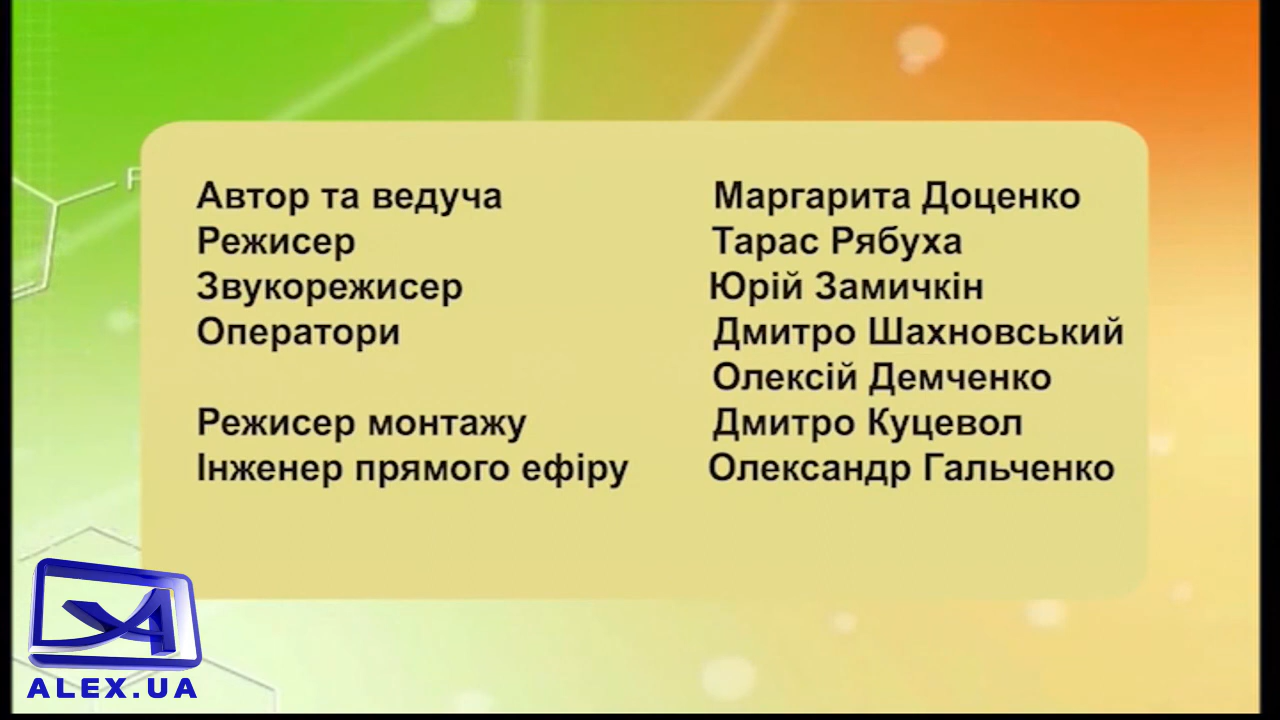 F
Автор та ведуча Маргарита Доценко
Режисер Тарас Рябуха
Звукорежисер Юрій Замичкін
Оператори Дмитро Шахновський
Олексій Демченко
Режисер монтажу Дмитро Куцевол
Інженер прямого ефіру Олександр Гальченко
ALEX.UA